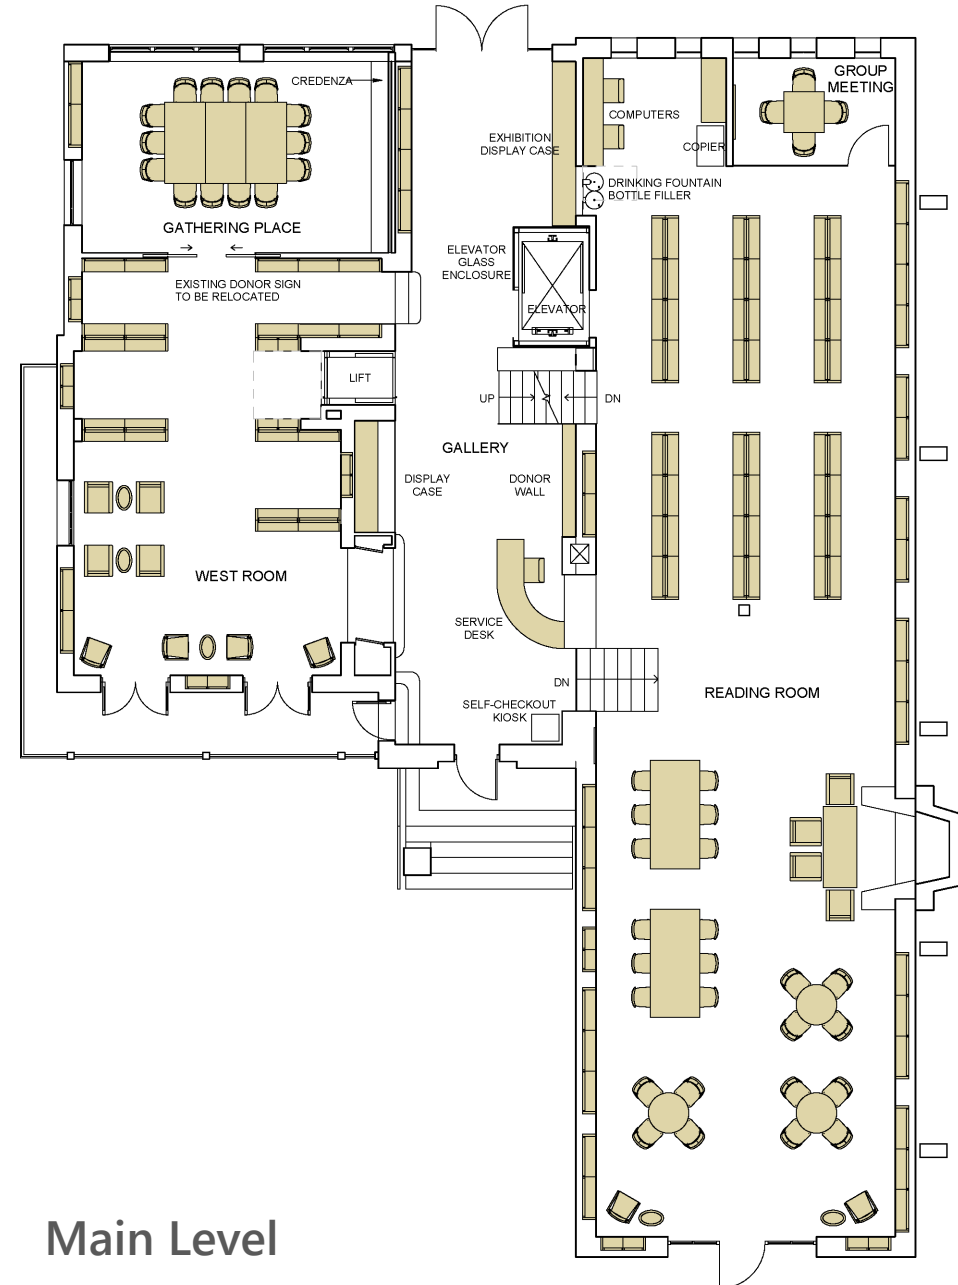 CREDENZA
GROUP
MEETING
COMPUTERS
EXHIBITION
DISPLAY CASE
COPIER
DRINKING FOUNTAIN
BOTTLE FILLER
GATHERING PLACE
ELEVATOR
GLASS
ENCLOSURE
EXISTING DONOR SIGN
TO BE RELOCATED
ELEVATOR
LIFT
UP
DN
GALLERY
DISPLAY
CASE
DONOR
WALL
WEST ROOM
SERVICE
DESK
DN
READING ROOM
SELF-CHECKOUT
KIOSK
Main Level